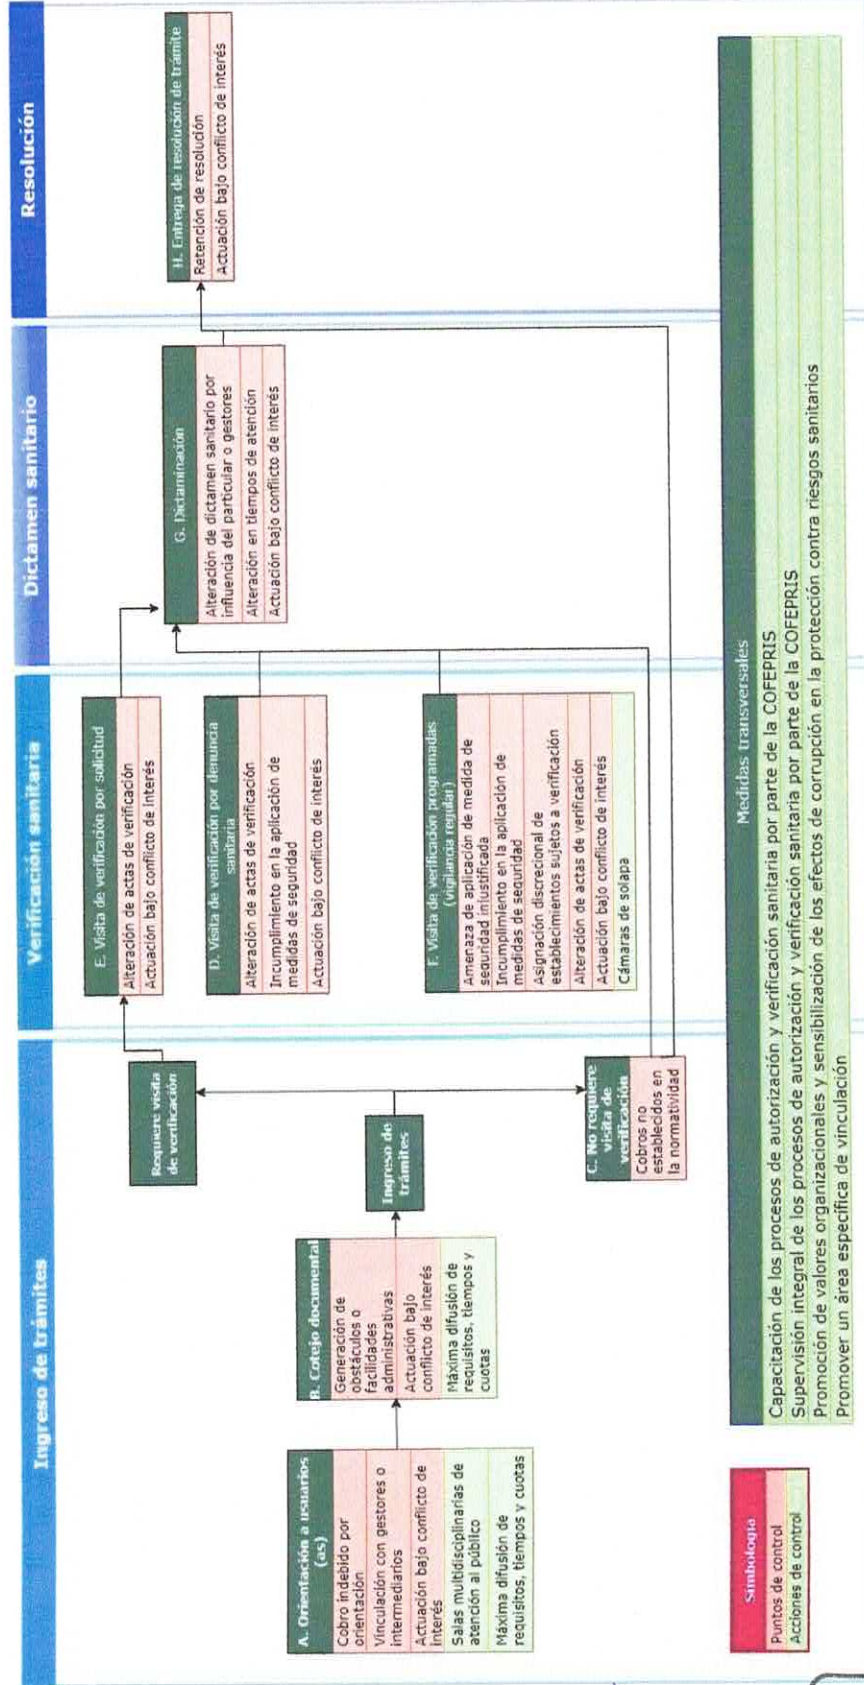 Ingreso de trámites
Verificación sanitaria
Dictamen sanitario
Resolución
A. Orientación a usuarios
(as)
Cobro indebido por
orientación
Vinculación con gestores o
intermediarios
Actuación bajo conflicto de
interés
Salas multidisciplinarias de
atención al público
Máxima difusión de
requisitos, tiempos y cuotas
B. Cotejo documental
Generación de
obstáculos o
facilidades
administrativas
Actuación bajo
conflicto de interés
Máxima difusión de
requisitos, tiempos y
cuotas
Ingreso de
trámites
Requiere visita
de verificación
C. No requiere
visita de
verificación
Cobros no
establecidos en
la normatividad
E. Visita de verificación por solicitud
Alteración de actas de verificación
Actuación bajo conflicto de interés
D. Visita de verificación por denuncia
sanitaria
Alteración de actas de verificación
Incumplimiento en la aplicación de
medidas de seguridad
Actuación bajo conflicto de interés
F. Visita de verificación programadas
(vigilancia regular)
Amenaza de aplicación de medida de
seguridad injustificada
Incumplimiento en la aplicación de
medidas de seguridad
Asignación discrecional de
establecimientos sujetos a verificación
Alteración de actas de verificación
Actuación bajo conflicto de interés
Cámaras de solapa
G. Dictaminación
Alteración de dictamen sanitario por
influencia del particular o gestores
Alteración en tiempos de atención
Actuación bajo conflicto de interés
H. Entrega de resolución de trámite
Retención de resolución
Actuación bajo conflicto de interés
Simbología
Puntos de control
Acciones de control
Medidas transversales
Capacitación de los procesos de autorización y verificación sanitaria por parte de la COFEPRIS
Supervisión integral de los procesos de autorización y verificación sanitaria por parte de la COFEPRIS
Promoción de valores organizacionales y sensibilización de los efectos de corrupción en la protección contra riesgos sanitarios
Promover un área específica de vinculación